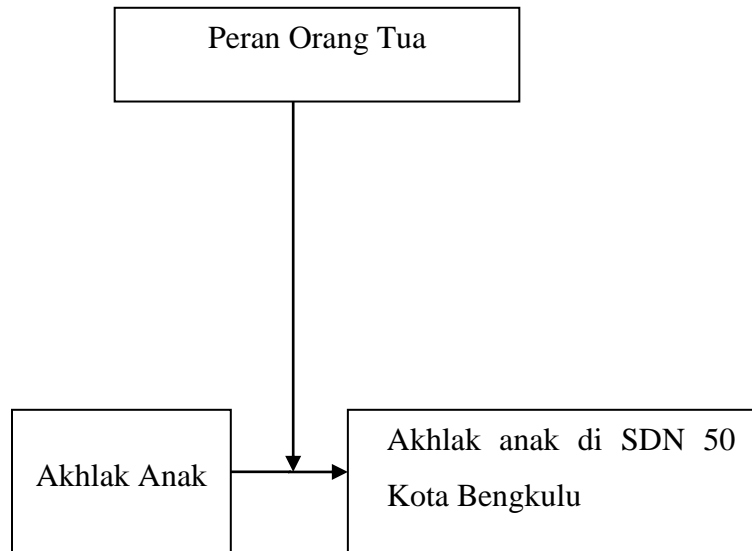 Peran Orang Tua
Akhlak Anak
Akhlak anak di SDN 50
Kota Bengkulu